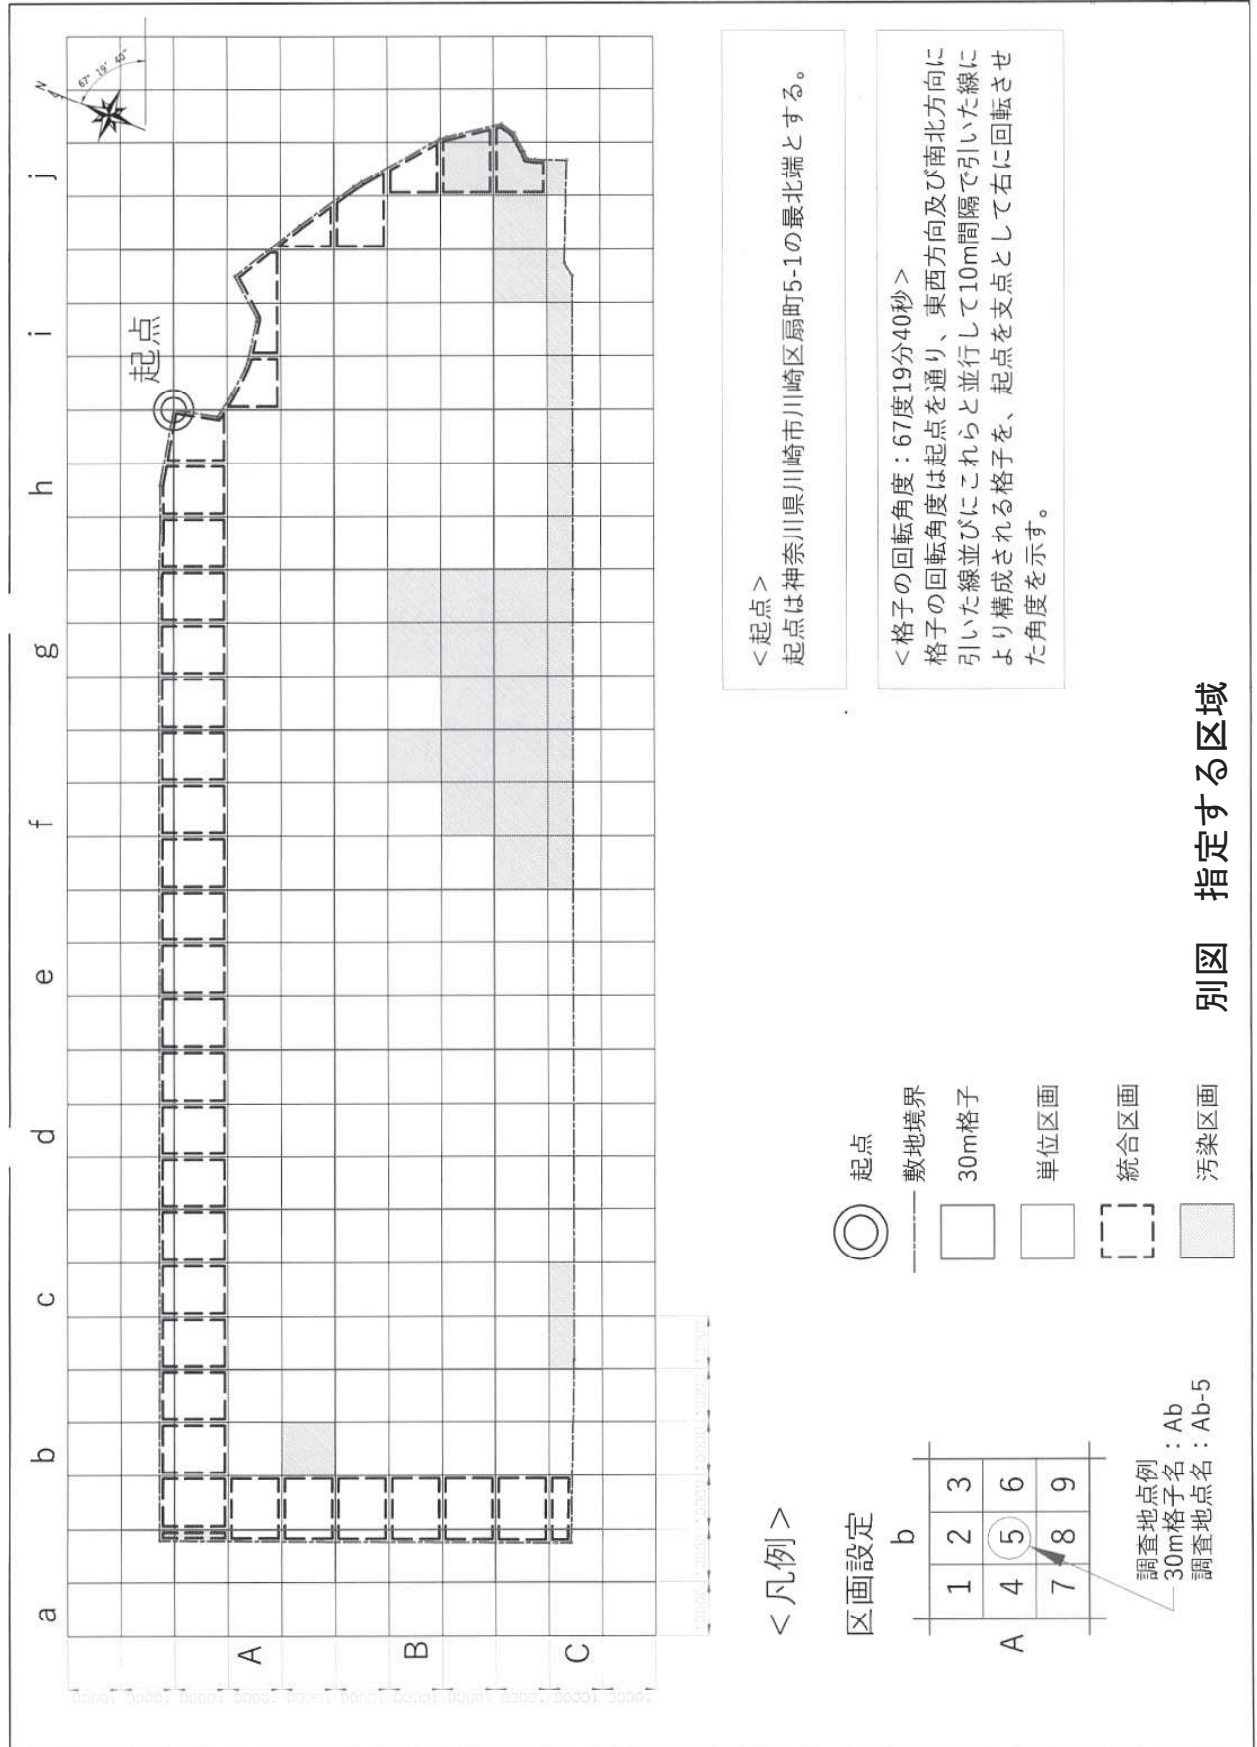 別図　指定する区域
a b c d e f g h i j
N
67° 19' 40"
起点
A
B
C
＜凡例＞
区画設定
b
A
1 2 3
4 5 6
7 8 9
調査地点例
30m格子名：Ab
調査地点名：Ab-5
起点
敷地境界
30m格子
単位区画
統合区画
汚染区画
＜起点＞
起点は神奈川県川崎市川崎区扇町5-1の最北端とする。
＜格子の回転角度：67度19分40秒＞
格子の回転角度は起点を通り、東西方向及び南北方向に
引いた線並びにこれらと並行して10m間隔で引いた線に
より構成される格子を、起点を支点として右に回転させ
た角度を示す。